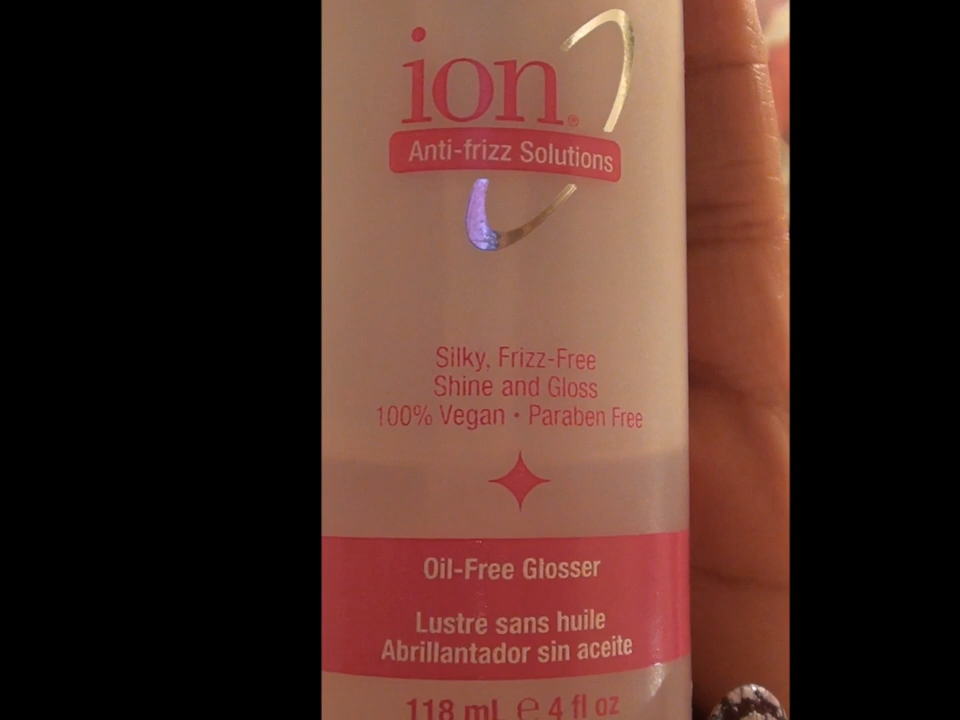 ion®
Anti-frizz Solutions
Silky, Frizz-Free
Shine and Gloss
100% Vegan • Paraben Free
Oil-Free Glosser
Lustre sans huile
Abrillantador sin aceite
118 mL ℮ 4 fl oz